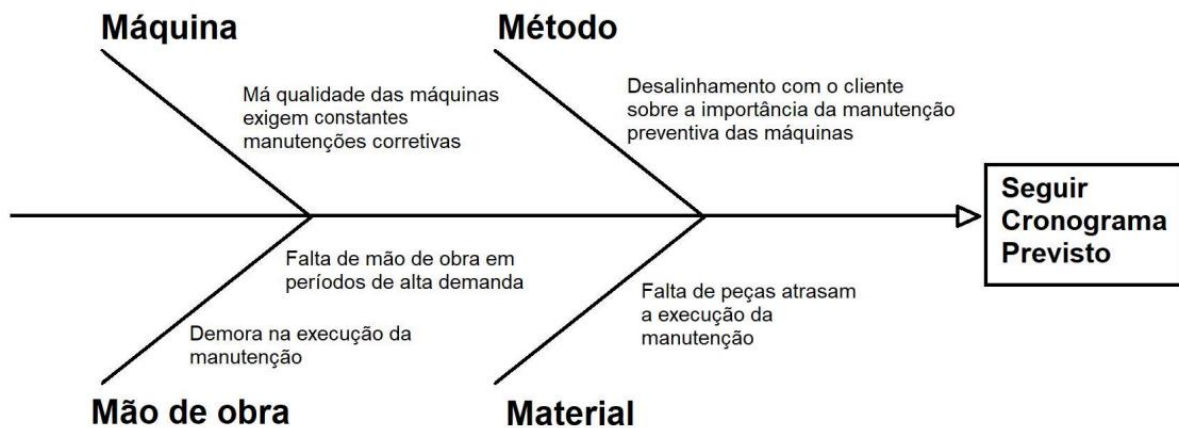 Máquina
Método
Má qualidade das máquinas
exigem constantes
manutenções corretivas
Desalinhamento com o cliente
sobre a importância da manutenção
preventiva das máquinas
Seguir
Cronograma
Previsto
Falta de mão de obra em
períodos de alta demanda
Demora na execução da
manutenção
Falta de peças atrasam
a execução da
manutenção
Mão de obra
Material